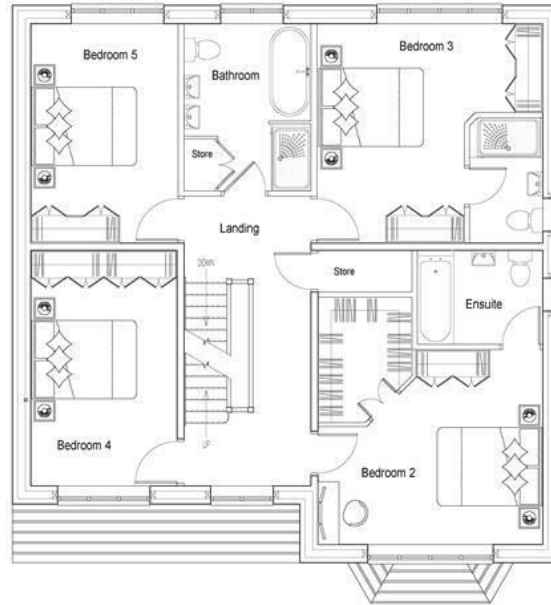 Bedroom 5
Bathroom
Bedroom 3
Store
Landing
DOWN
Store
Ensuite
UP
Bedroom 4
Bedroom 2